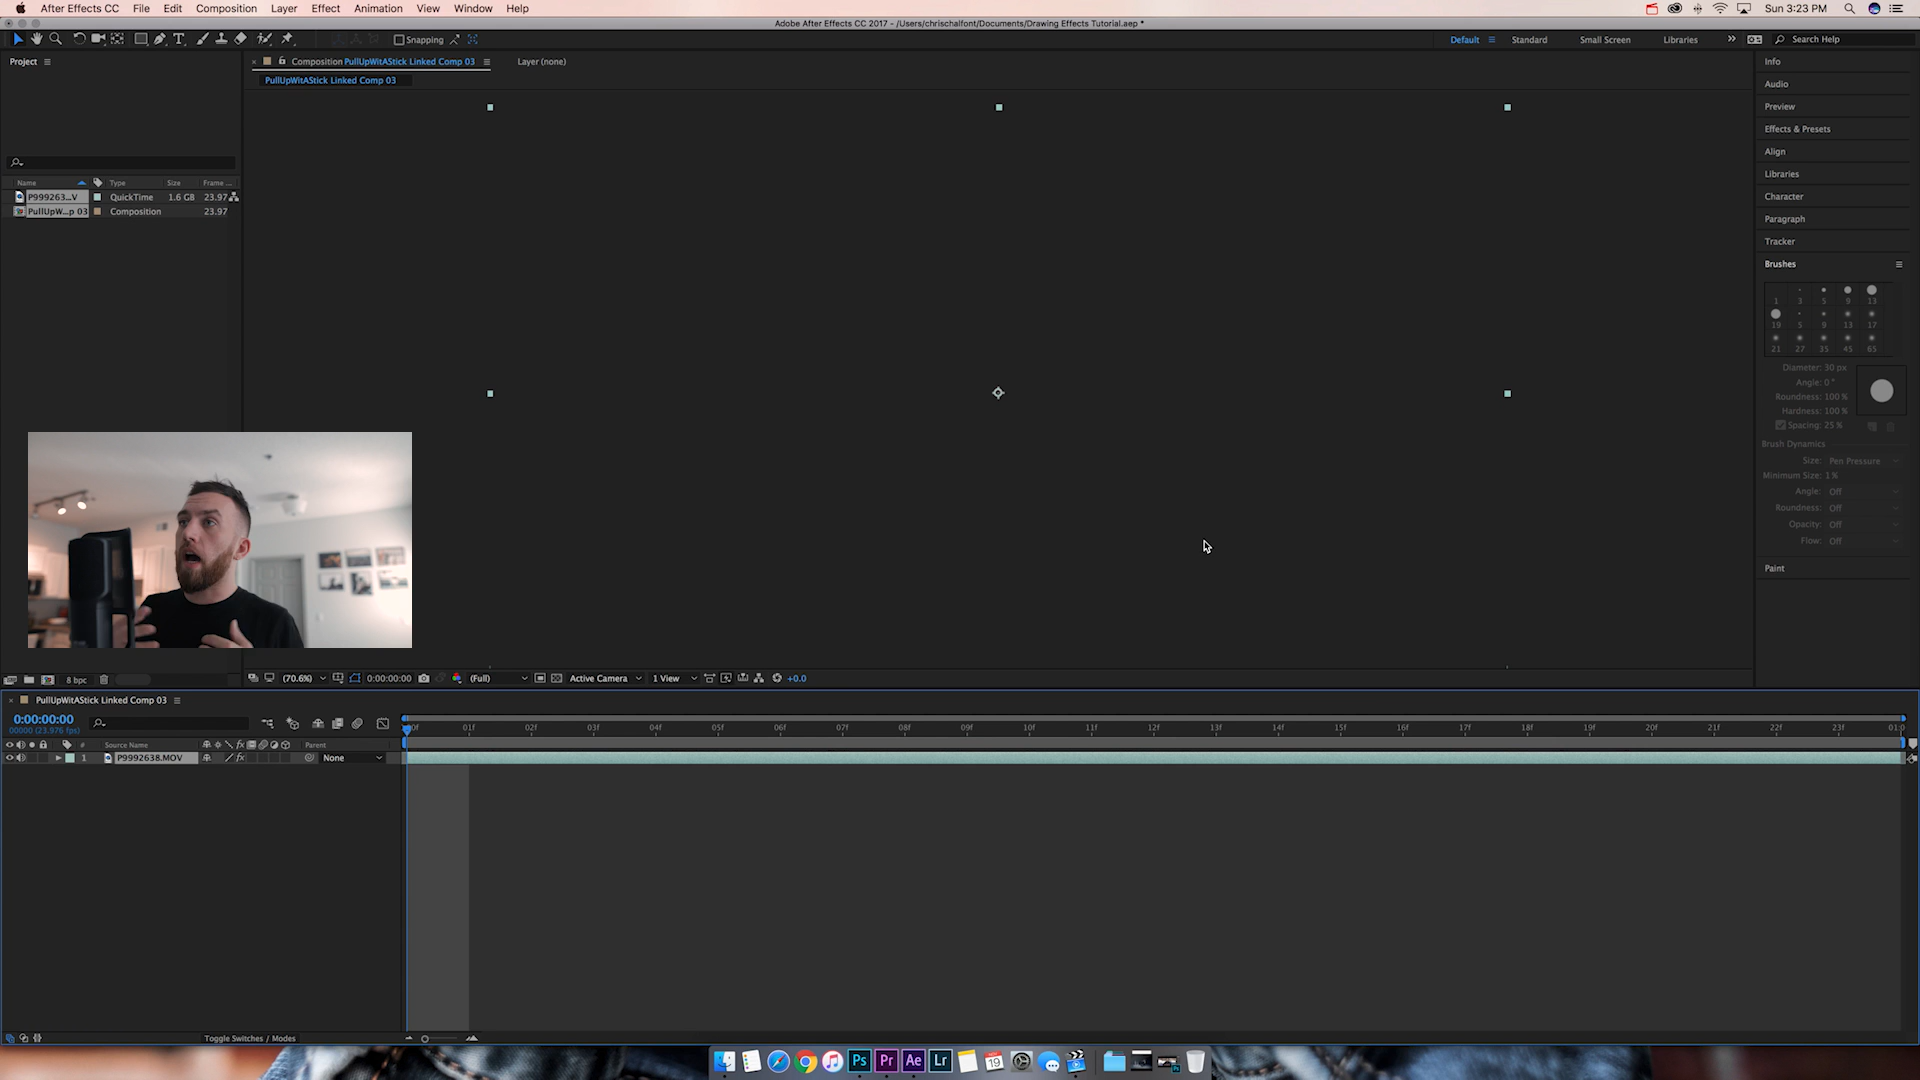 After Effects CC File Edit Composition Layer Effect Animation View Window Help Sun 3:23 PM
Adobe After Effects CC 2017 - /Users/chrischalfont/Documents/Drawing Effects Tutorial.aep *
Snapping Default Standard Small Screen Libraries Search Help
Project Composition PullUpWitAStick Linked Comp 03 Layer (none) Info
PullUpWitAStick Linked Comp 03
Audio
Preview
Effects & Presets
Align
Libraries
Name Type Size Frame ...
P999263...V QuickTime 1.6 GB 23.97
PullUpW...p 03 Composition 23.97
Character
Paragraph
Tracker
Brushes
1 3 5 9 13
19 5 9 13 17
21 27 35 45 65
Diameter: 30 px
Angle: 0 °
Roundness: 100 %
Hardness: 100 %
Spacing: 25 %
Brush Dynamics
Size: Pen Pressure
Minimum Size: 1 %
Angle: Off
Roundness: Off
Opacity: Off
Flow: Off
Paint
8 bpc (70.6%) 0:00:00:00 (Full) Active Camera 1 View +0.0
PullUpWitAStick Linked Comp 03
0:00:00:00
00000 (23.976 fps)
00f 01f 02f 03f 04f 05f 06f 07f 08f 09f 10f 11f 12f 13f 14f 15f 16f 17f 18f 19f 20f 21f 22f 23f 01:0
# Source Name Parent
1 P9992638.MOV None
Toggle Switches / Modes
Ps Pr Ae Lr 19